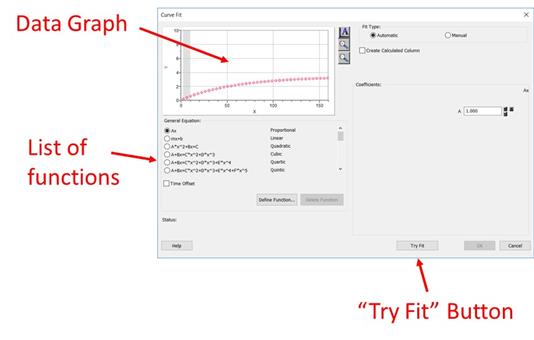 Data Graph
Curve Fit
Fit Type:
Automatic
Manual
Create Calculated Column
10
8
6
4
2
0
Y
0
50
100
150
X
A
Coefficients:
Ax
A
1.000
General Equation:
Ax Proportional
mx+b Linear
A*x^2+Bx+C Quadratic
A+Bx+C*x^2+D*x^3 Cubic
A+Bx+C*x^2+D*x^3+E*x^4 Quartic
A+Bx+C*x^2+D*x^3+E*x^4+F*x^5 Quintic
List of
functions
Time Offset
Define Function...
Delete Function
Status:
Help
Try Fit
OK
Cancel
“Try Fit” Button